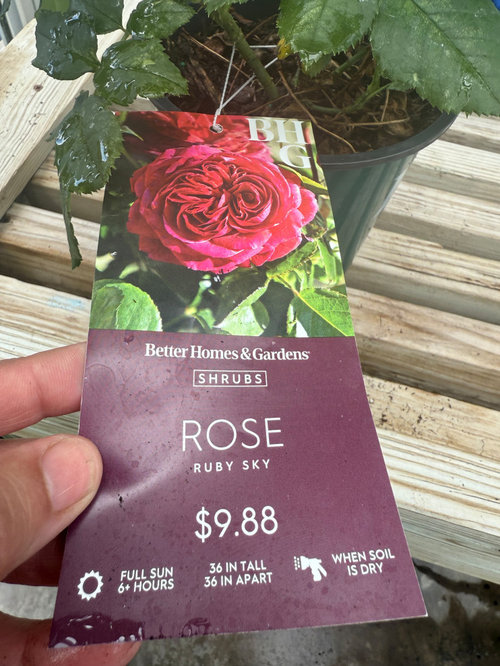 BH
G
Better Homes & Gardens®
SHRUBS
ROSE
RUBY SKY
$9.88
FULL SUN
6+ HOURS
36 IN TALL
36 IN APART
WHEN SOIL
IS DRY